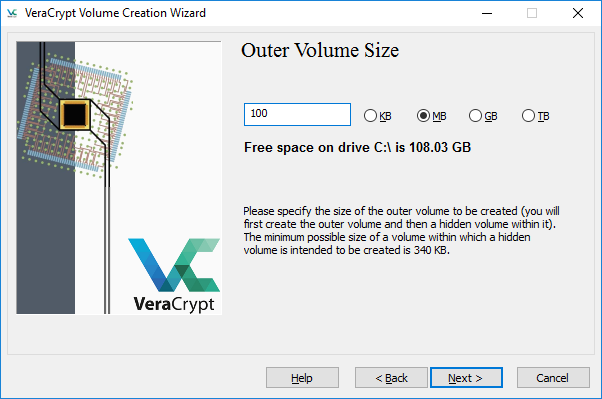 VeraCrypt Volume Creation Wizard
Outer Volume Size
100 KB MB GB TB
Free space on drive C:\ is 108.03 GB
Please specify the size of the outer volume to be created (you will
first create the outer volume and then a hidden volume within it).
The minimum possible size of a volume within which a hidden
volume is intended to be created is 340 KB.
VeraCrypt
Help < Back Next > Cancel